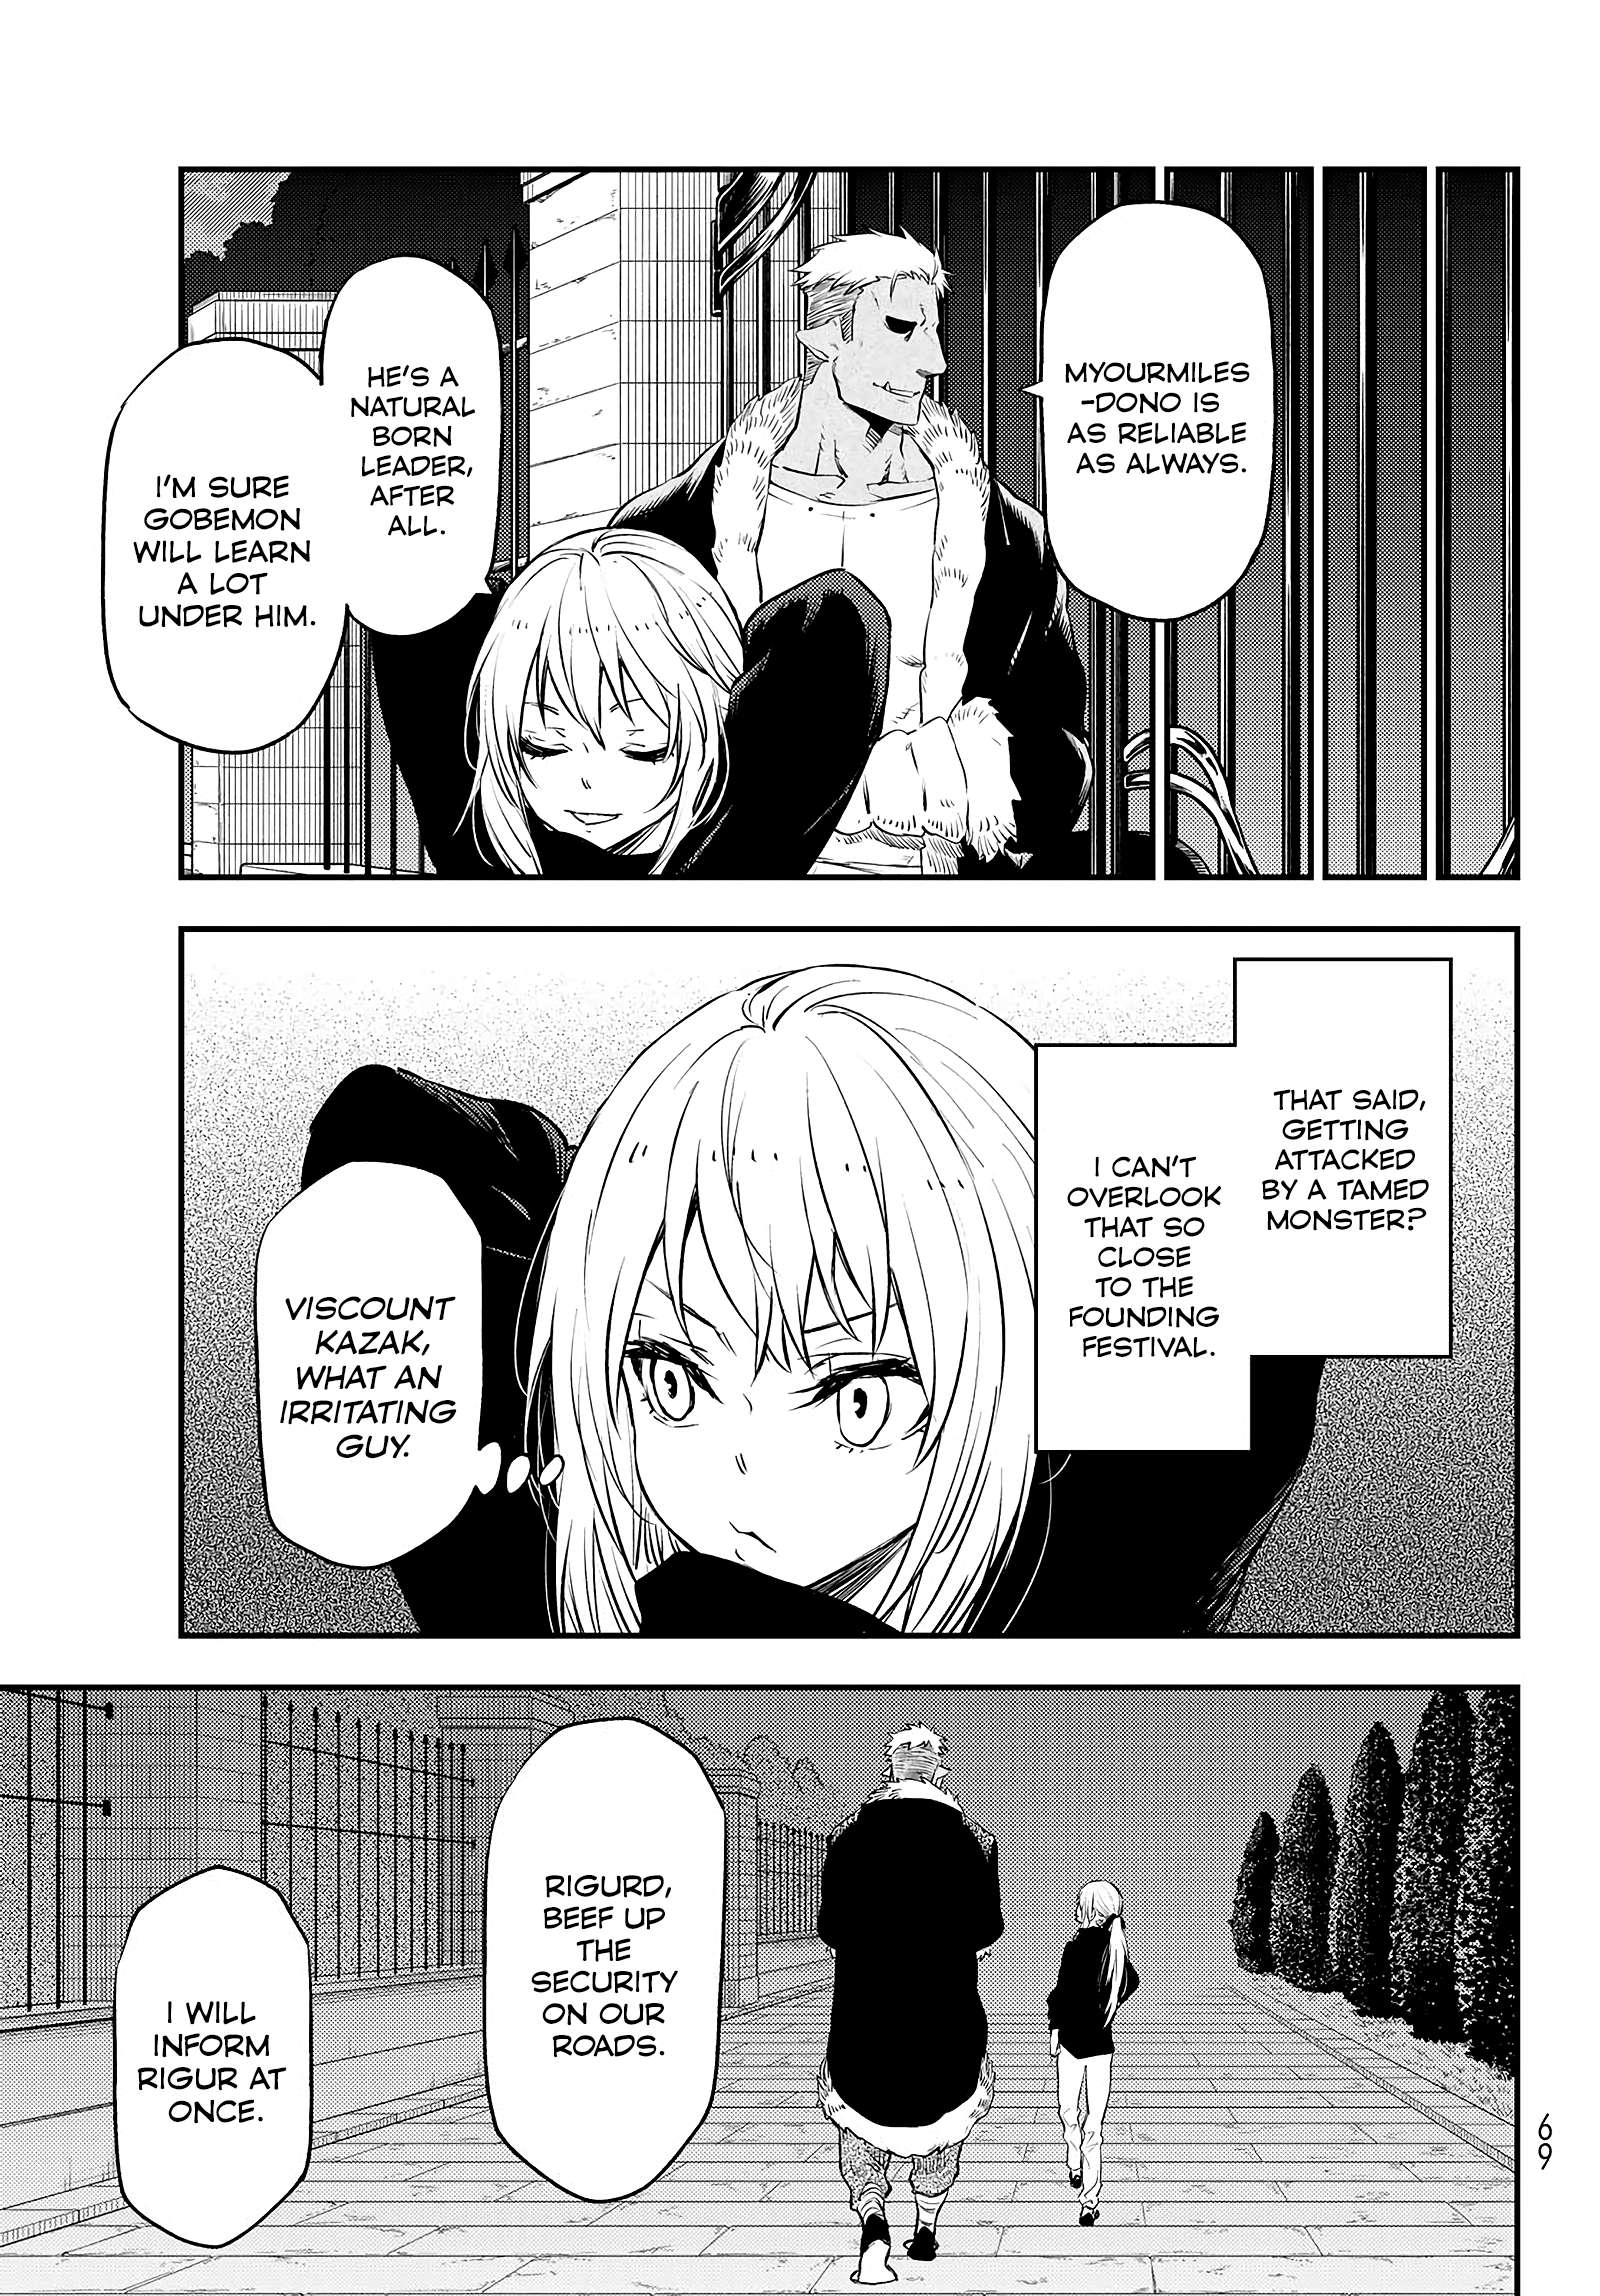 MYOURMILES
-DONO IS
AS RELIABLE
AS ALWAYS.
HE'S A
NATURAL
BORN
LEADER,
AFTER
ALL.
I'M SURE
GOBEMON
WILL LEARN
A LOT
UNDER HIM.
THAT SAID,
GETTING
ATTACKED
BY A TAMED
MONSTER?
I CAN'T
OVERLOOK
THAT SO
CLOSE
TO THE
FOUNDING
FESTIVAL.
VISCOUNT
KAZAK,
WHAT AN
IRRITATING
GUY.
RIGURD,
BEEF UP
THE
SECURITY
ON OUR
ROADS.
I WILL
INFORM
RIGUR AT
ONCE.
69